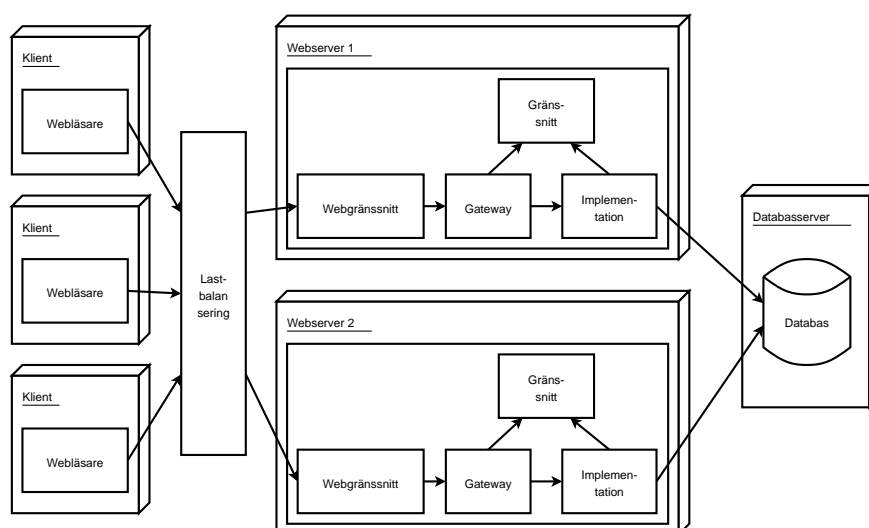 Klient
Webläsare
Klient
Webläsare
Klient
Webläsare
Last-
balan
sering
Webserver 1
Gräns-
snitt
Webgränssnitt
Gateway
Implemen-
tation
Webserver 2
Gräns-
snitt
Webgränssnitt
Gateway
Implemen-
tation
Databasserver
Databas